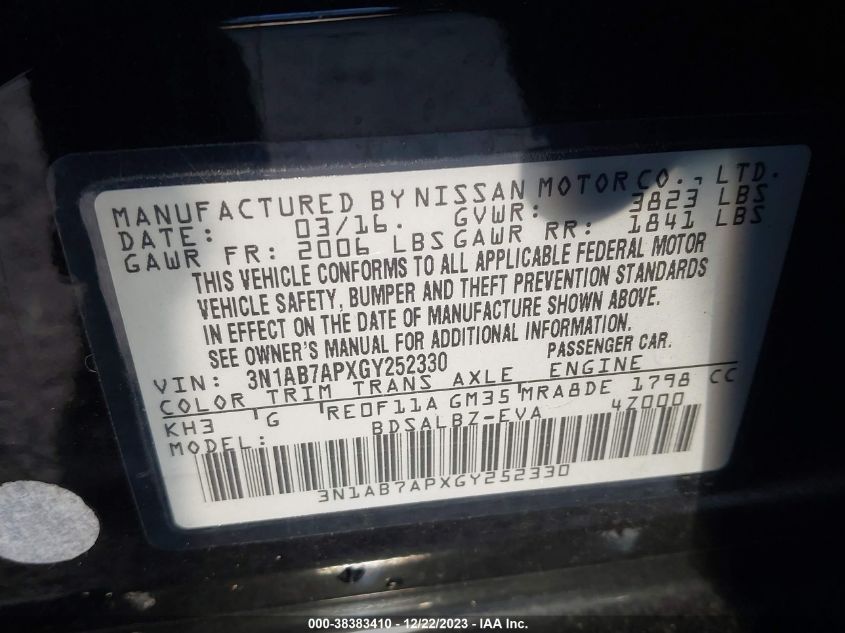 MANUFACTURED BY NISSAN MOTOR CO., LTD.
DATE: 03/16. GVWR: 3823 LBS
GAWR FR: 2006 LBS GAWR RR: 1841 LBS
THIS VEHICLE CONFORMS TO ALL APPLICABLE FEDERAL MOTOR
VEHICLE SAFETY, BUMPER AND THEFT PREVENTION STANDARDS
IN EFFECT ON THE DATE OF MANUFACTURE SHOWN ABOVE.
SEE OWNER'S MANUAL FOR ADDITIONAL INFORMATION.
VIN: 3N1AB7APXGY252330 PASSENGER CAR.
COLOR TRIM TRANS AXLE ENGINE
KH3 G RE0F11A GM35 MRA8DE 1798 CC
MODEL: BDSALBZ-EVA 4Z000
3N1AB7APXGY252330
000-38383410 - 12/22/2023 - IAA Inc.